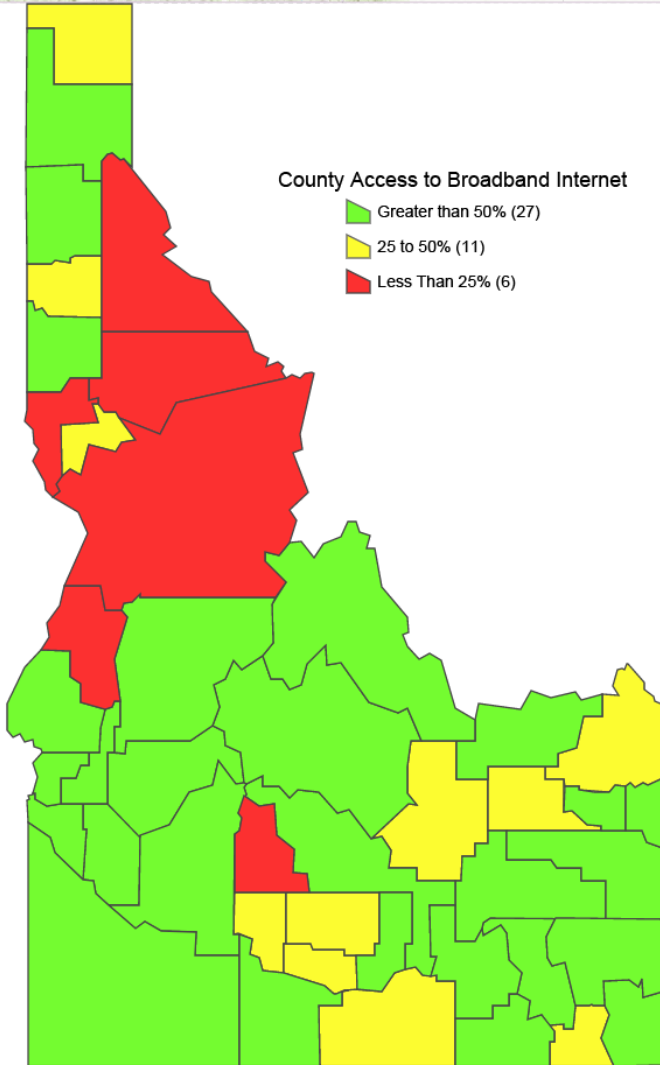 County Access to Broadband Internet
Greater than 50% (27)
25 to 50% (11)
Less Than 25% (6)